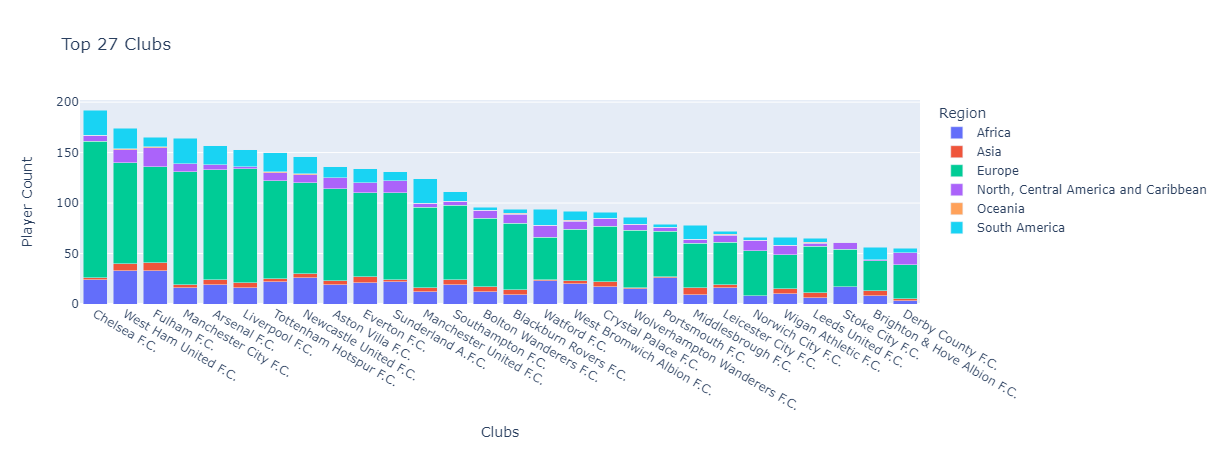 Top 27 Clubs
Player Count
200
150
100
50
0
Chelsea F.C.
West Ham United F.C.
Fulham F.C.
Manchester City F.C.
Arsenal F.C.
Liverpool F.C.
Tottenham Hotspur F.C.
Newcastle United F.C.
Aston Villa F.C.
Everton F.C.
Sunderland A.F.C.
Manchester United F.C.
Southampton F.C.
Bolton Wanderers F.C.
Blackburn Rovers F.C.
Watford F.C.
West Bromwich Albion F.C.
Crystal Palace F.C.
Wolverhampton Wanderers F.C.
Portsmouth F.C.
Middlesbrough F.C.
Leicester City F.C.
Norwich City F.C.
Wigan Athletic F.C.
Leeds United F.C.
Stoke City F.C.
Brighton & Hove Albion F.C.
Derby County F.C.
Clubs
Region
Africa
Asia
Europe
North, Central America and Caribbean
Oceania
South America